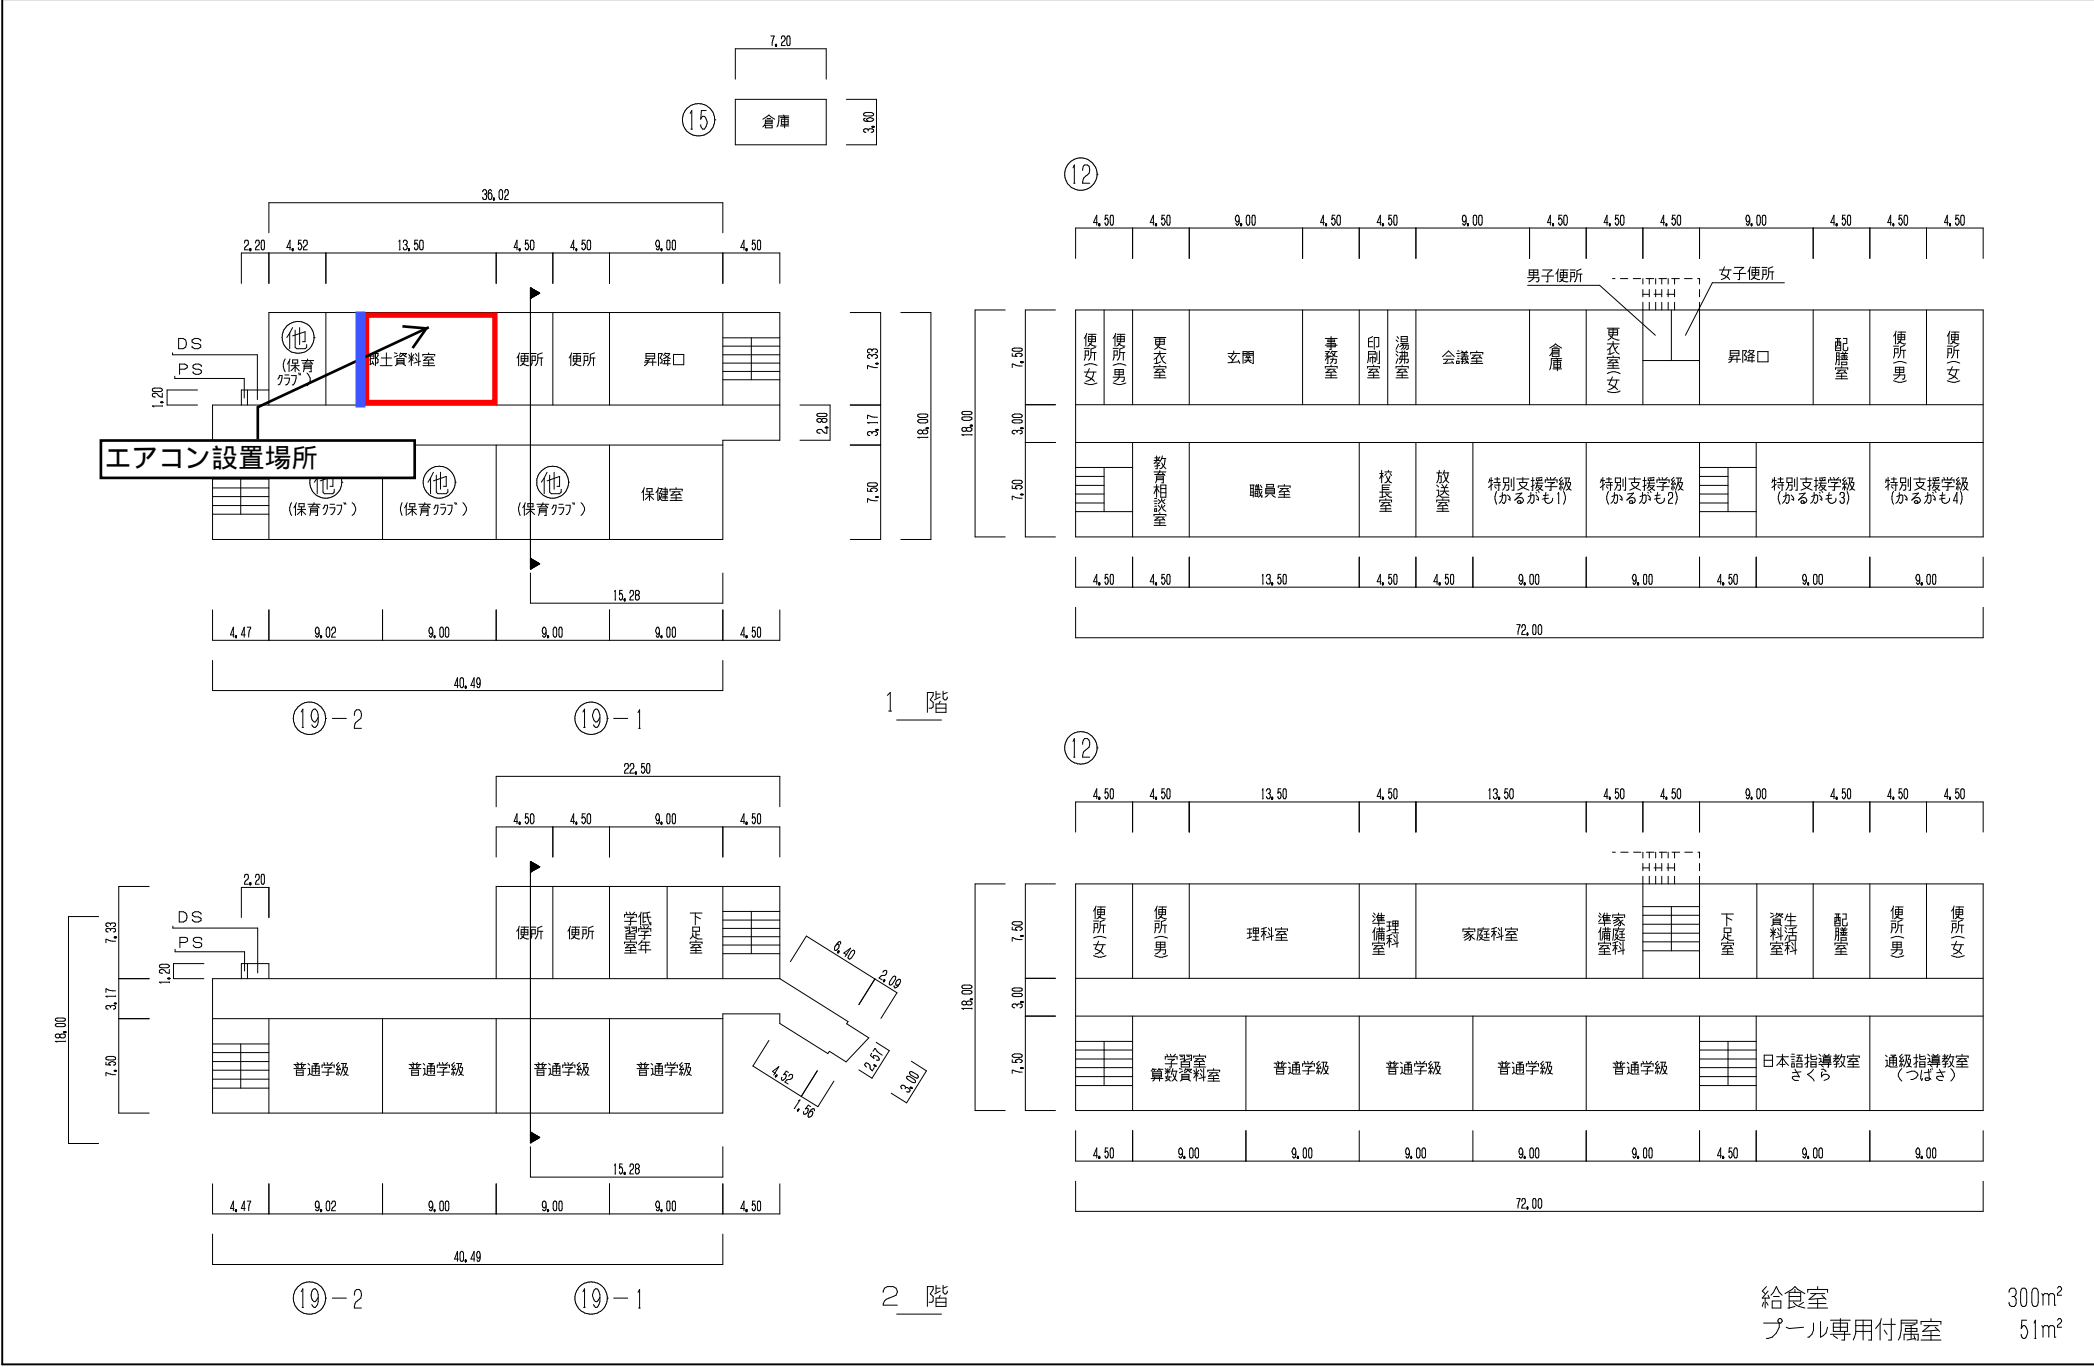 7.20
⑮
倉庫
3.60
36.02
2.20 4.52 13.50 4.50 4.50 9.00 4.50
DS
PS
1.20
他
(保育
クラブ)
郷土資料室
便所
便所
昇降口
7.33
3.17
7.50
18.00
2.80
エアコン設置場所
他
(保育クラブ)
他
(保育クラブ)
他
(保育クラブ)
保健室
15.28
4.47 9.02 9.00 9.00 9.00 4.50
40.49
⑲-2
⑲-1
1 階
⑫
4.50 4.50 9.00 4.50 4.50 9.00 4.50 4.50 4.50 9.00 4.50 4.50 4.50
男子便所
女子便所
18.00
7.50
3.00
7.50
便所(女)
便所(男)
更衣室
玄関
事務室
印刷室
湯沸室
会議室
倉庫
更衣室(女)
昇降口
配膳室
便所(男)
便所(女)
教育相談室
職員室
校長室
放送室
特別支援学級
(かるがも1)
特別支援学級
(かるがも2)
特別支援学級
(かるがも3)
特別支援学級
(かるがも4)
4.50 4.50 13.50 4.50 4.50 9.00 9.00 4.50 9.00 9.00
72.00
22.50
4.50 4.50 9.00 4.50
2.20
DS
PS
1.20
18.00
7.33
3.17
7.50
便所
便所
低学年
学習室
下足室
6.40
2.09
2.57
3.00
4.52
1.56
普通学級
普通学級
普通学級
普通学級
15.28
4.47 9.02 9.00 9.00 9.00 4.50
40.49
⑲-2
⑲-1
2 階
⑫
4.50 4.50 13.50 4.50 13.50 4.50 4.50 9.00 4.50 4.50 4.50
18.00
7.50
3.00
7.50
便所(女)
便所(男)
理科室
理科
準備室
家庭科室
家庭科
準備室
下足室
生活科
資料室
配膳室
便所(男)
便所(女)
学習室
算数資料室
普通学級
普通学級
普通学級
普通学級
日本語指導教室
さくら
通級指導教室
(つばさ)
4.50 9.00 9.00 9.00 9.00 9.00 4.50 9.00 9.00
72.00
給食室 300m²
プール専用付属室 51m²